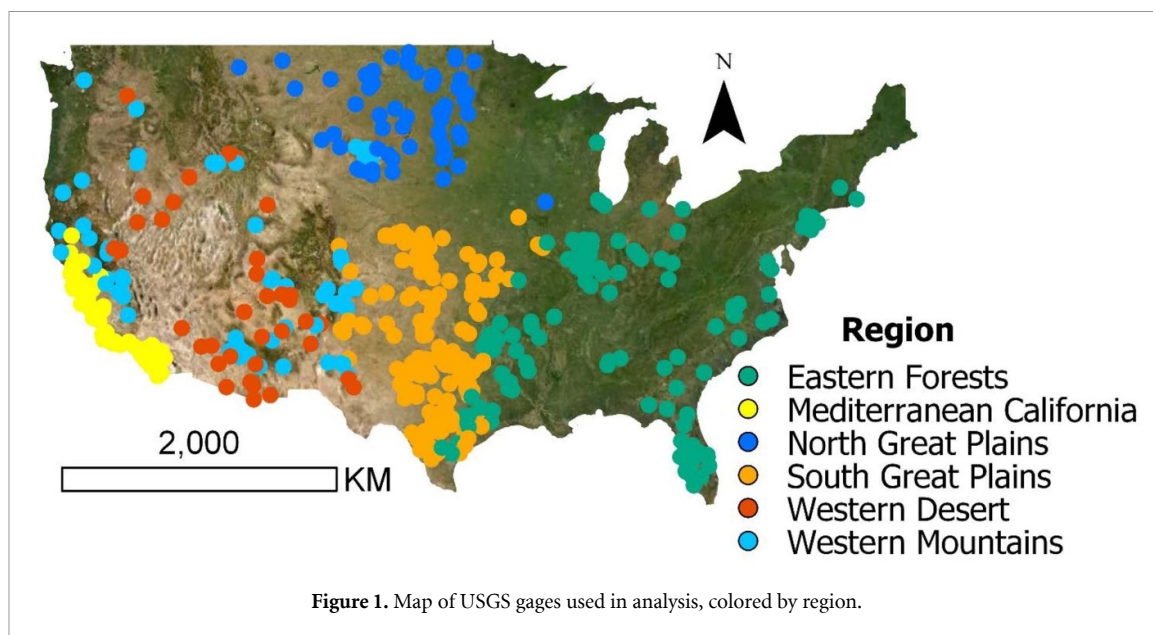 N
2,000
KM
Region
Eastern Forests
Mediterranean California
North Great Plains
South Great Plains
Western Desert
Western Mountains
Figure 1. Map of USGS gages used in analysis, colored by region.